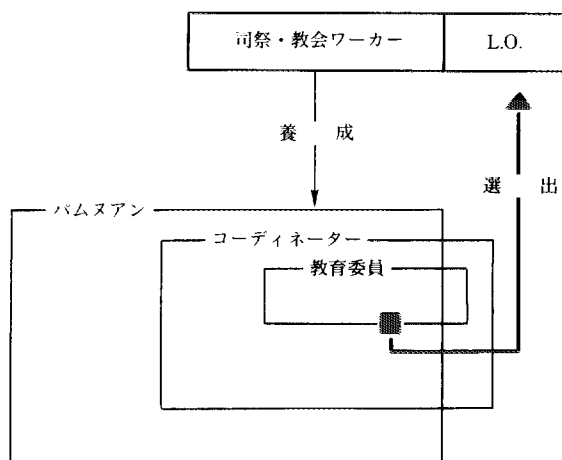 司祭・教会ワーカー
L.O.
養成
選出
パムヌアン
コーディネーター
教育委員